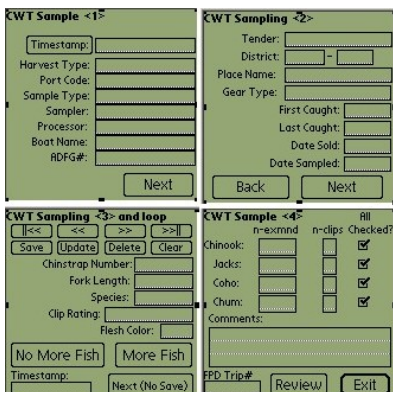 CWT Sample <1>
Timestamp:
Harvest Type:
Port Code:
Sample Type:
Sampler:
Processor:
Boat Name:
ADFG#:
Next
CWT Sampling <2>
Tender:
District: -
Place Name:
Gear Type:
First Caught:
Last Caught:
Date Sold:
Date Sampled:
Back Next
CWT Sampling <3> and loop
||<< << >> >>||
Save Update Delete Clear
Chinstrap Number:
Fork Length:
Species:
Clip Rating:
Flesh Color:
No More Fish More Fish
Timestamp:
Next (No Save)
CWT Sample <4> All
n-exmnd n-clips Checked?
Chinook:
Jacks:
Coho:
Chum:
Comments:
FPD Trip#
Review Exit